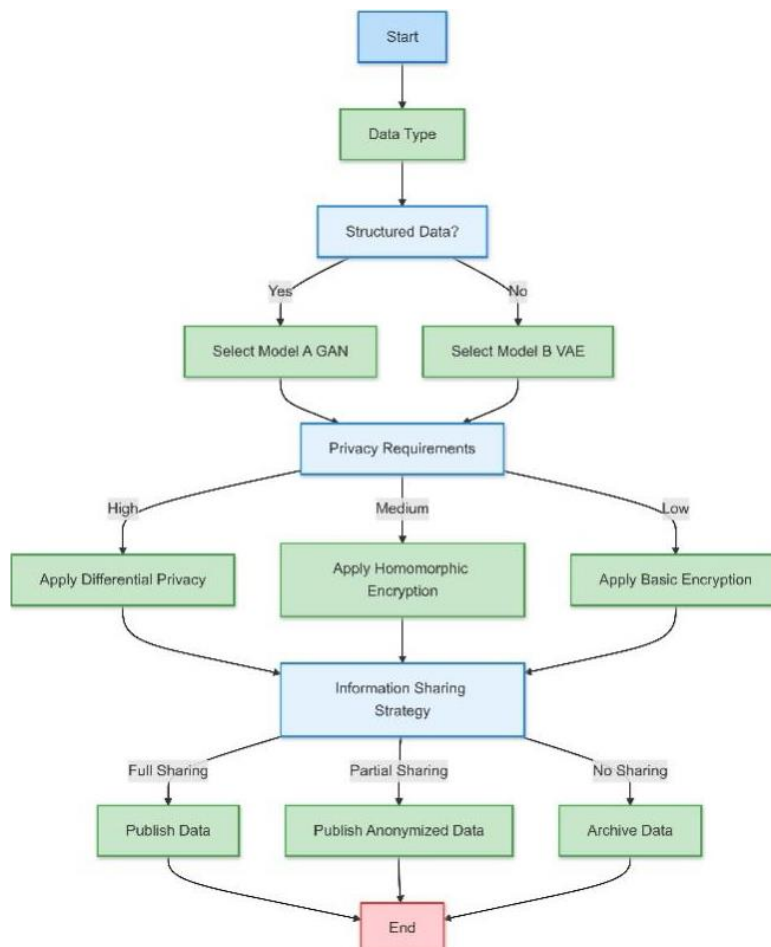 Start
Data Type
Structured Data?
Yes
No
Select Model A GAN
Select Model B VAE
Privacy Requirements
High
Medium
Low
Apply Differential Privacy
Apply Homomorphic
Encryption
Apply Basic Encryption
Information Sharing
Strategy
Full Sharing
Partial Sharing
No Sharing
Publish Data
Publish Anonymized Data
Archive Data
End